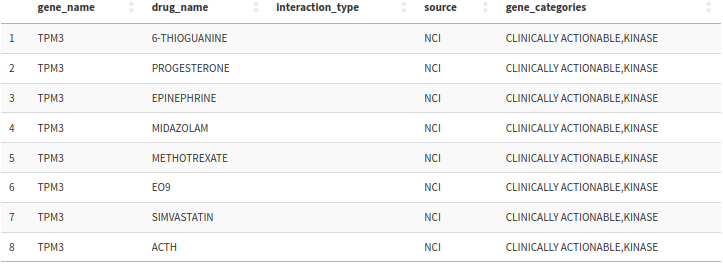 gene_name drug_name interaction_type source gene_categories
1 TPM3 6-THIOGUANINE NCI CLINICALLY ACTIONABLE,KINASE
2 TPM3 PROGESTERONE NCI CLINICALLY ACTIONABLE,KINASE
3 TPM3 EPINEPHRINE NCI CLINICALLY ACTIONABLE,KINASE
4 TPM3 MIDAZOLAM NCI CLINICALLY ACTIONABLE,KINASE
5 TPM3 METHOTREXATE NCI CLINICALLY ACTIONABLE,KINASE
6 TPM3 EO9 NCI CLINICALLY ACTIONABLE,KINASE
7 TPM3 SIMVASTATIN NCI CLINICALLY ACTIONABLE,KINASE
8 TPM3 ACTH NCI CLINICALLY ACTIONABLE,KINASE